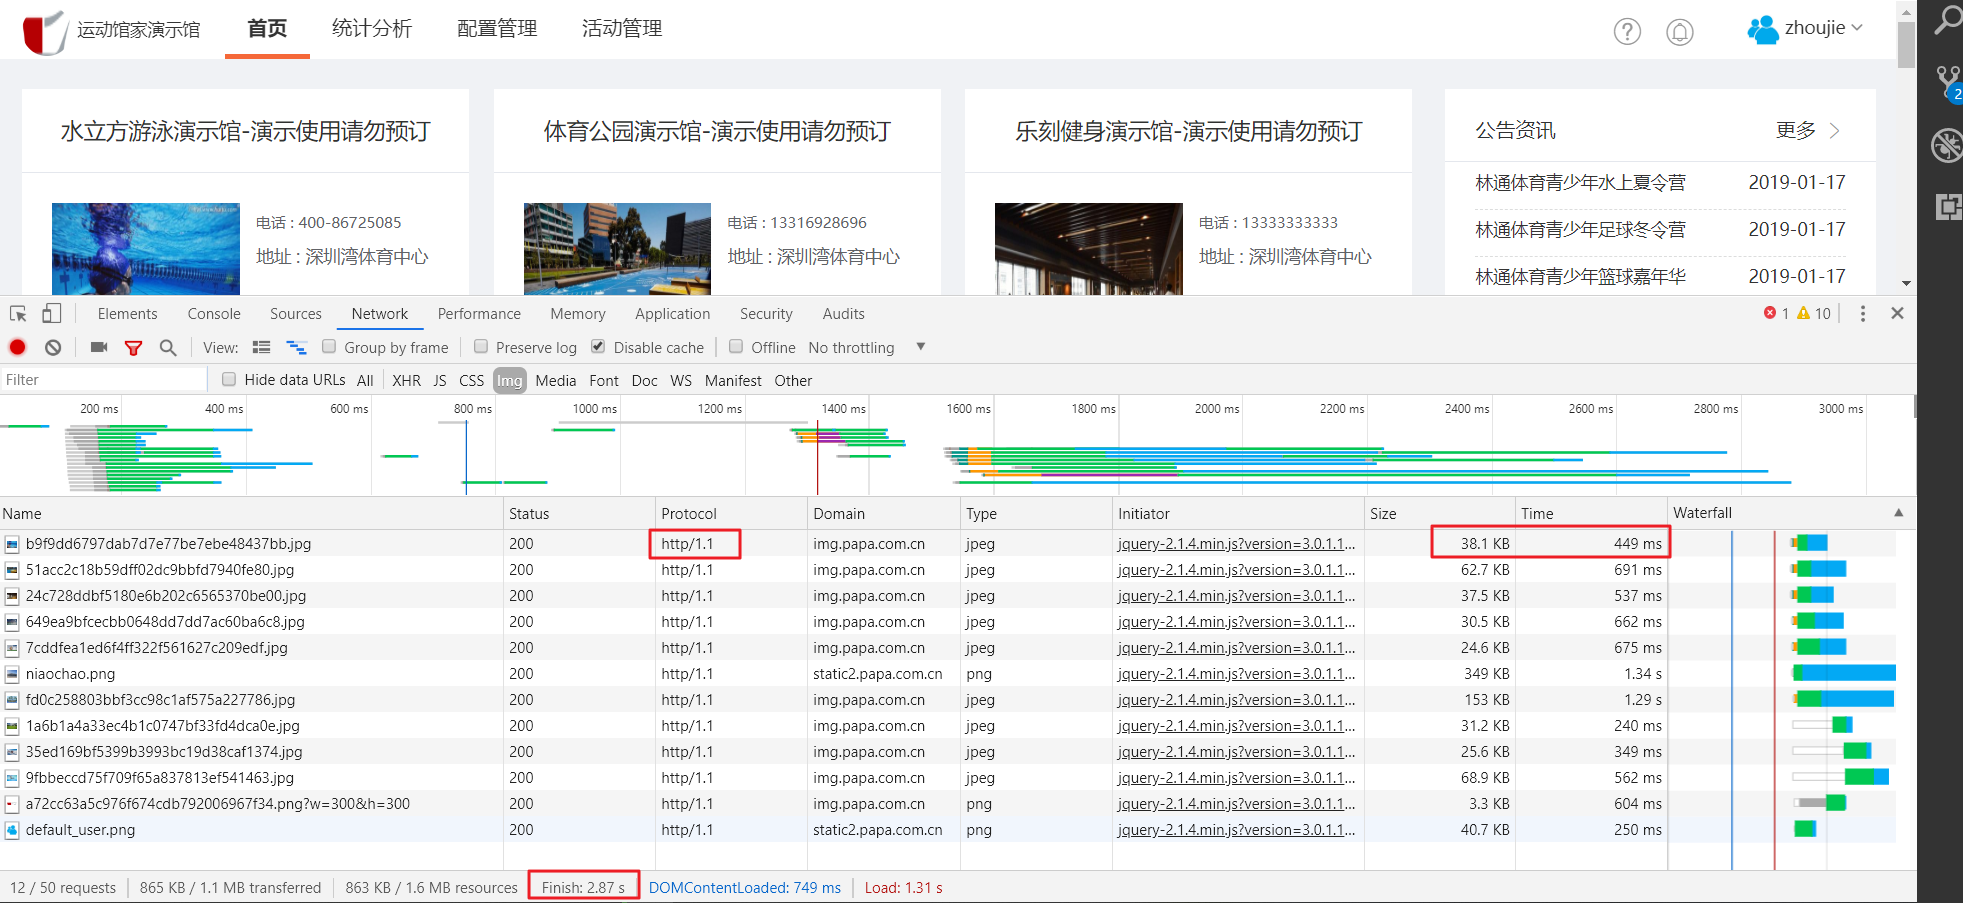 运动馆家演示馆 首页 统计分析 配置管理 活动管理 ? zhoujie
水立方游泳演示馆-演示使用请勿预订 体育公园演示馆-演示使用请勿预订 乐刻健身演示馆-演示使用请勿预订 公告资讯 更多
林通体育青少年水上夏令营 2019-01-17
电话 : 400-86725085 电话 : 13316928696 电话 : 13333333333 林通体育青少年足球冬令营 2019-01-17
地址 : 深圳湾体育中心 地址 : 深圳湾体育中心 地址 : 深圳湾体育中心 林通体育青少年篮球嘉年华 2019-01-17
2
Elements Console Sources Network Performance Memory Application Security Audits 1 10
View: Group by frame Preserve log Disable cache Offline No throttling
Filter Hide data URLs All XHR JS CSS Img Media Font Doc WS Manifest Other
200 ms 400 ms 600 ms 800 ms 1000 ms 1200 ms 1400 ms 1600 ms 1800 ms 2000 ms 2200 ms 2400 ms 2600 ms 2800 ms 3000 ms
Name Status Protocol Domain Type Initiator Size Time Waterfall
b9f9dd6797dab7d7e77be7ebe48437bb.jpg 200 http/1.1 img.papa.com.cn jpeg jquery-2.1.4.min.js?version=3.0.1.1... 38.1 KB 449 ms
51acc2c18b59dff02dc9bbfd7940fe80.jpg 200 http/1.1 img.papa.com.cn jpeg jquery-2.1.4.min.js?version=3.0.1.1... 62.7 KB 691 ms
24c728ddbf5180e6b202c6565370be00.jpg 200 http/1.1 img.papa.com.cn jpeg jquery-2.1.4.min.js?version=3.0.1.1... 37.5 KB 537 ms
649ea9bfcecbb0648dd7dd7ac60ba6c8.jpg 200 http/1.1 img.papa.com.cn jpeg jquery-2.1.4.min.js?version=3.0.1.1... 30.5 KB 662 ms
7cddfea1ed6f4ff322f561627c209edf.jpg 200 http/1.1 img.papa.com.cn jpeg jquery-2.1.4.min.js?version=3.0.1.1... 24.6 KB 675 ms
niaochao.png 200 http/1.1 static2.papa.com.cn png jquery-2.1.4.min.js?version=3.0.1.1... 349 KB 1.34 s
fd0c258803bbf3cc98c1af575a227786.jpg 200 http/1.1 img.papa.com.cn jpeg jquery-2.1.4.min.js?version=3.0.1.1... 153 KB 1.29 s
1a6b1a4a33ec4b1c0747bf33fd4dca0e.jpg 200 http/1.1 img.papa.com.cn jpeg jquery-2.1.4.min.js?version=3.0.1.1... 31.2 KB 240 ms
35ed169bf5399b3993bc19d38caf1374.jpg 200 http/1.1 img.papa.com.cn jpeg jquery-2.1.4.min.js?version=3.0.1.1... 25.6 KB 349 ms
9fbbeccd75f709f65a837813ef541463.jpg 200 http/1.1 img.papa.com.cn jpeg jquery-2.1.4.min.js?version=3.0.1.1... 68.9 KB 562 ms
a72cc63a5c976f674cdb792006967f34.png?w=300&h=300 200 http/1.1 img.papa.com.cn png jquery-2.1.4.min.js?version=3.0.1.1... 3.3 KB 604 ms
default_user.png 200 http/1.1 static2.papa.com.cn png jquery-2.1.4.min.js?version=3.0.1.1... 40.7 KB 250 ms
12 / 50 requests 865 KB / 1.1 MB transferred 863 KB / 1.6 MB resources Finish: 2.87 s DOMContentLoaded: 749 ms Load: 1.31 s